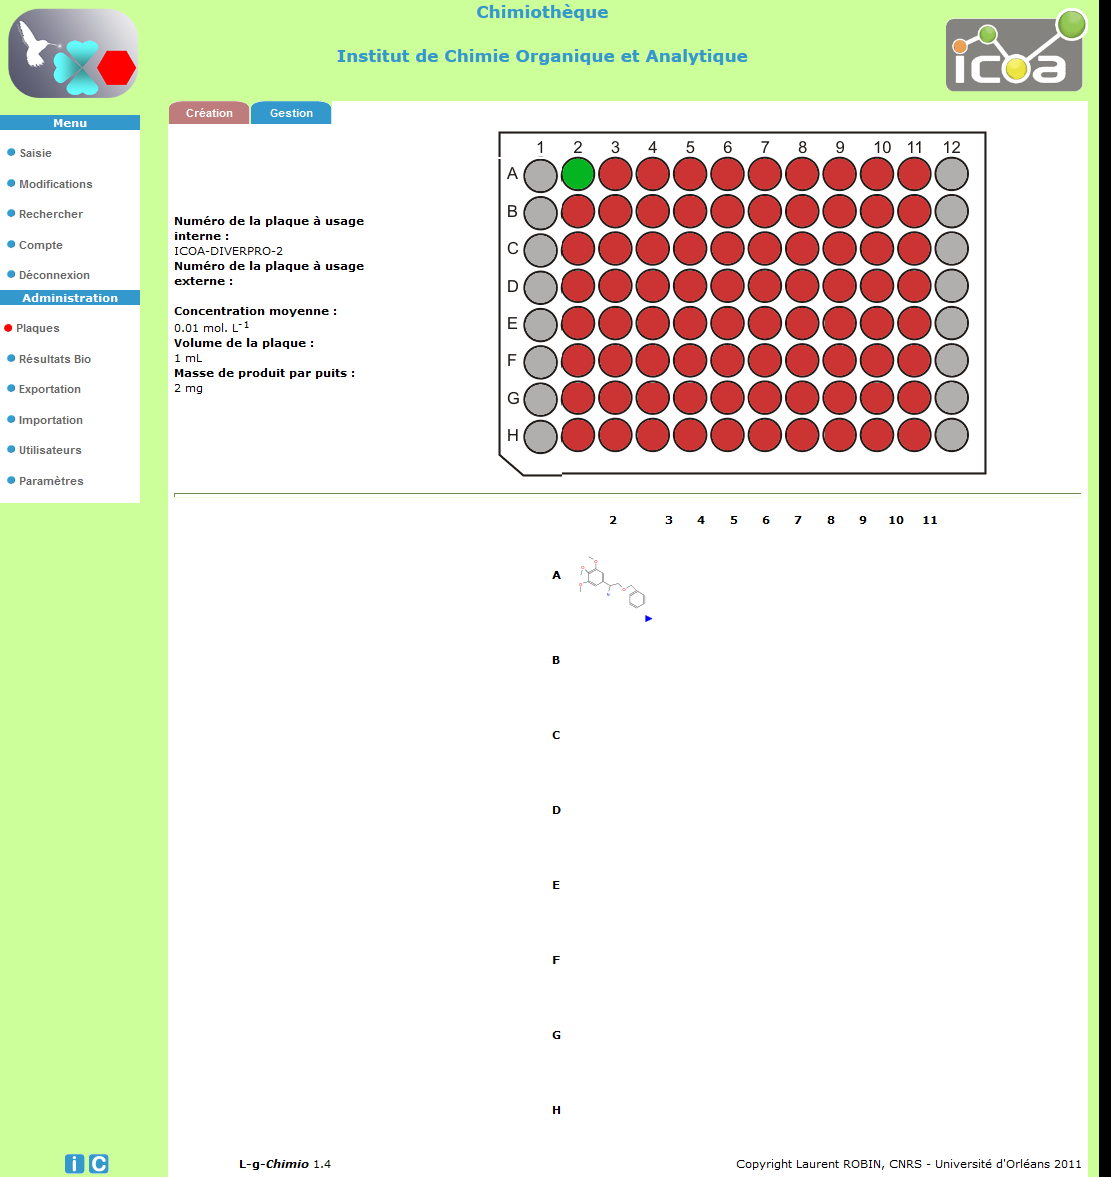 Chimiothèque
Institut de Chimie Organique et Analytique
icoa
Menu
Saisie
Modifications
Rechercher
Compte
Déconnexion
Administration
Plaques
Résultats Bio
Exportation
Importation
Utilisateurs
Paramètres
Création
Gestion
Numéro de la plaque à usage
interne :
ICOA-DIVERPRO-2
Numéro de la plaque à usage
externe :
Concentration moyenne :
0.01 mol. L-1
Volume de la plaque :
1 mL
Masse de produit par puits :
2 mg
1 2 3 4 5 6 7 8 9 10 11 12
A
B
C
D
E
F
G
H
2 3 4 5 6 7 8 9 10 11
A
B
C
D
E
F
G
H
i C
L-g-Chimio 1.4
Copyright Laurent ROBIN, CNRS - Université d'Orléans 2011